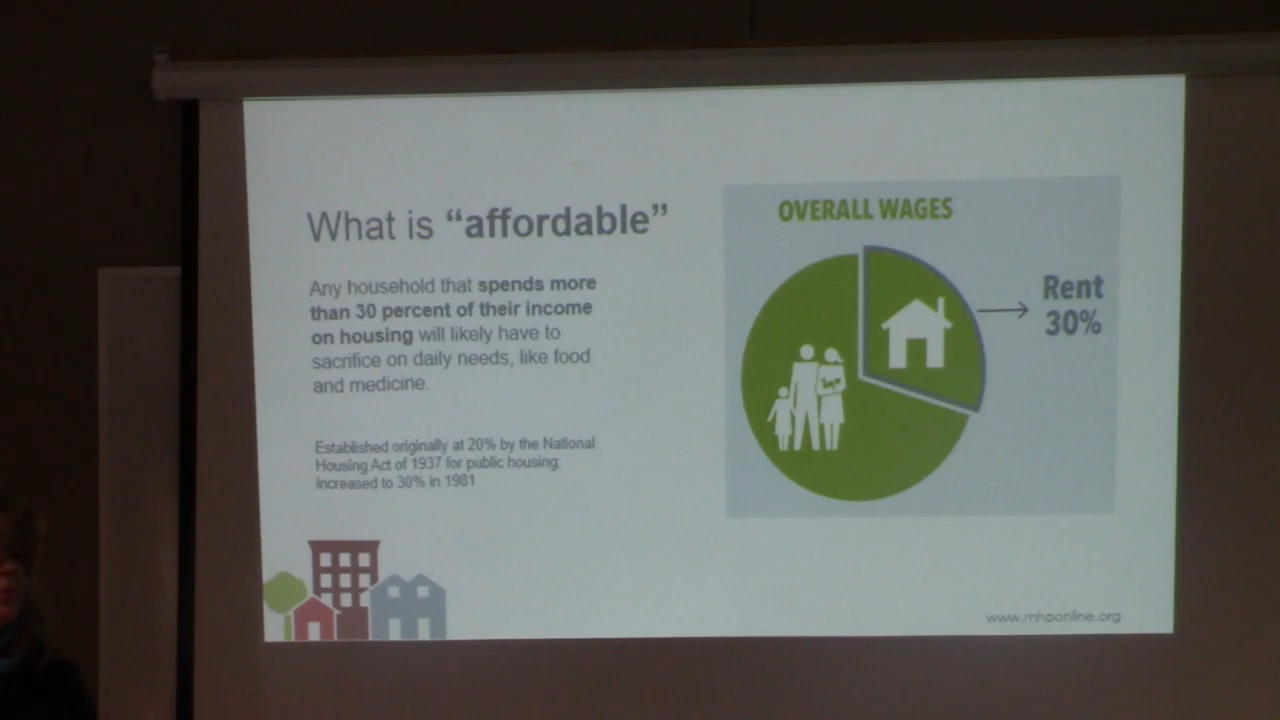 What is “affordable”
Any household that spends more
than 30 percent of their income
on housing will likely have to
sacrifice on daily needs, like food
and medicine.
Established originally at 20% by the National
Housing Act of 1937 for public housing;
increased to 30% in 1981
OVERALL WAGES
Rent
30%
www.mhponline.org